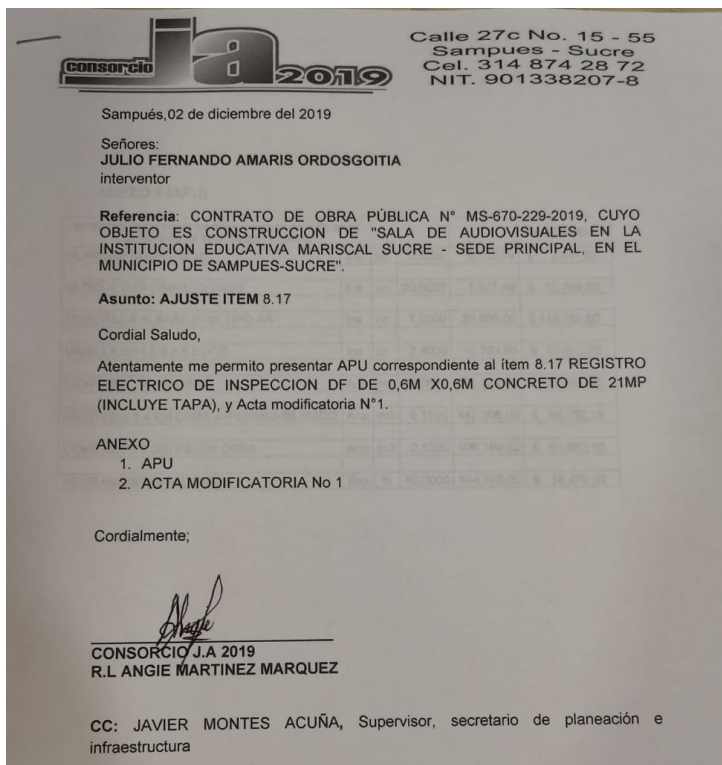 consorcio ja 2019
Calle 27c No. 15 - 55
Sampues - Sucre
Cel. 314 874 28 72
NIT. 901338207-8
Sampués,02 de diciembre del 2019
Señores:
JULIO FERNANDO AMARIS ORDOSGOITIA
interventor
Referencia: CONTRATO DE OBRA PÚBLICA N° MS-670-229-2019, CUYO
OBJETO ES CONSTRUCCION DE "SALA DE AUDIOVISUALES EN LA
INSTITUCION EDUCATIVA MARISCAL SUCRE - SEDE PRINCIPAL, EN EL
MUNICIPIO DE SAMPUES-SUCRE".
Asunto: AJUSTE ITEM 8.17
Cordial Saludo,
Atentamente me permito presentar APU correspondiente al ítem 8.17 REGISTRO
ELECTRICO DE INSPECCION DF DE 0,6M X0,6M CONCRETO DE 21MP
(INCLUYE TAPA), y Acta modificatoria N°1.
ANEXO
1. APU
2. ACTA MODIFICATORIA No 1
Cordialmente;
Angie
CONSORCIO J.A 2019
R.L ANGIE MARTINEZ MARQUEZ
CC: JAVIER MONTES ACUÑA, Supervisor, secretario de planeación e
infraestructura